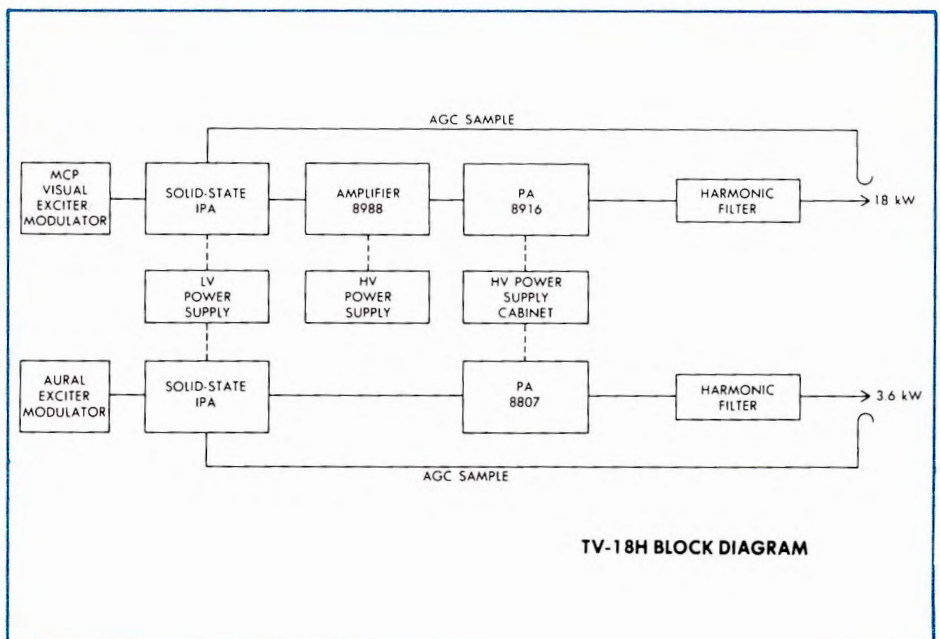 AGC SAMPLE
MCP
VISUAL
EXCITER
MODULATOR
SOLID-STATE
IPA
AMPLIFIER
8988
PA
8916
HARMONIC
FILTER
18 kW
LV
POWER
SUPPLY
HV
POWER
SUPPLY
HV POWER
SUPPLY
CABINET
AURAL
EXCITER
MODULATOR
SOLID-STATE
IPA
PA
8807
HARMONIC
FILTER
3.6 kW
AGC SAMPLE
TV-18H BLOCK DIAGRAM